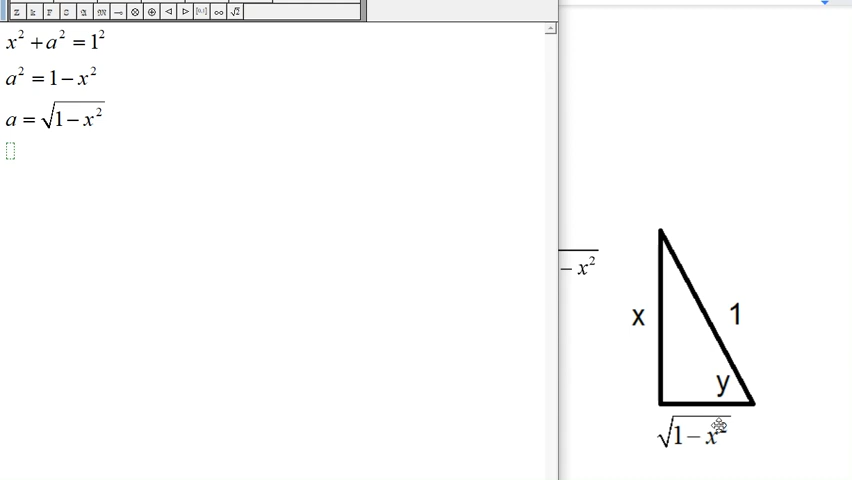 x² + a² = 1²
a² = 1 − x²
a = √(1 − x²)
− x²
x
1
y
√(1 − x²)